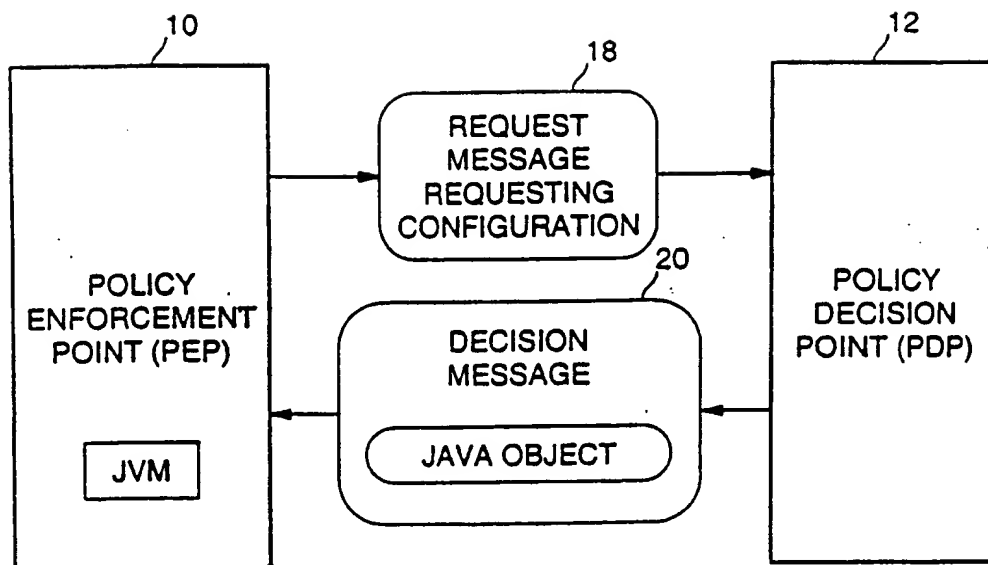 10
12
18
REQUEST
MESSAGE
REQUESTING
CONFIGURATION
20
POLICY
ENFORCEMENT
POINT (PEP)
DECISION
MESSAGE
POLICY
DECISION
POINT (PDP)
JAVA OBJECT
JVM